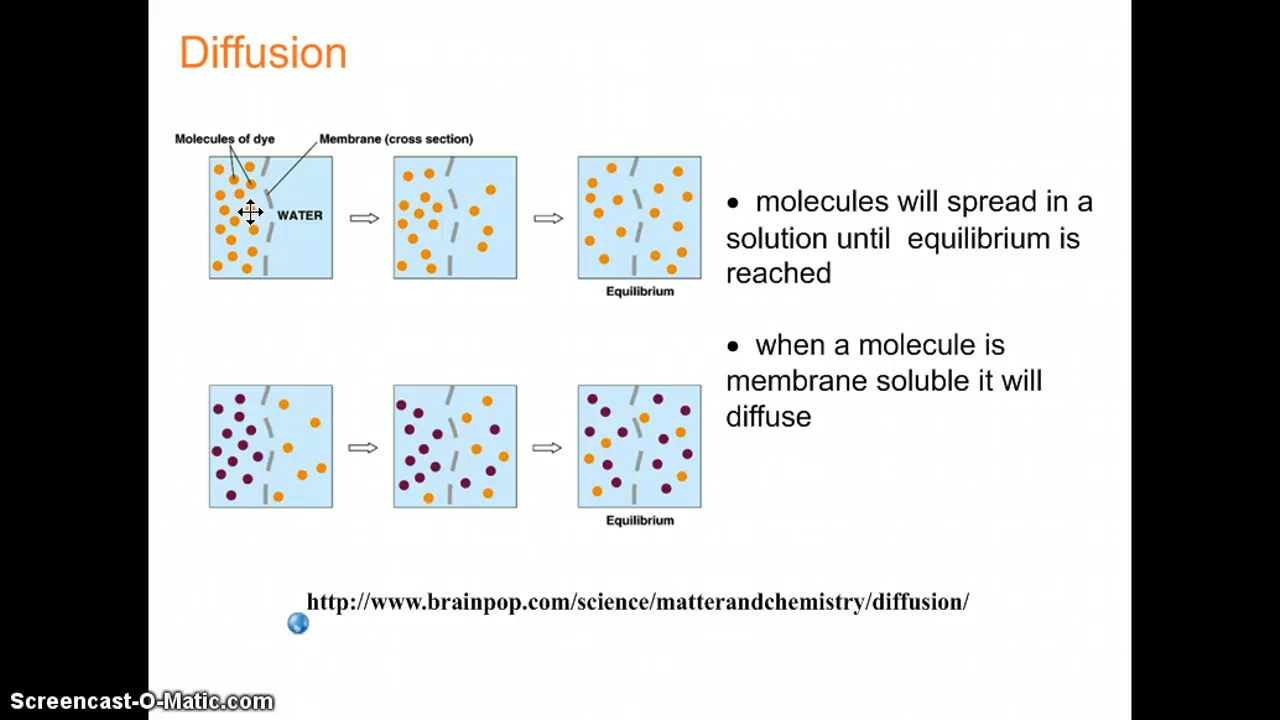 Diffusion
Molecules of dye
Membrane (cross section)
WATER
Equilibrium
• molecules will spread in a
solution until equilibrium is
reached
• when a molecule is
membrane soluble it will
diffuse
Equilibrium
http://www.brainpop.com/science/matterandchemistry/diffusion/
Screencast-O-Matic.com